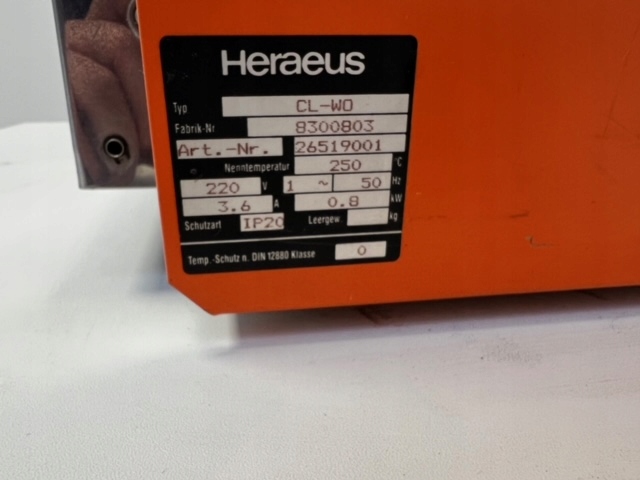 Heraeus
Typ CL-WO
Fabrik-Nr 8300803
Art.-Nr. 26519001
Nenntemperatur 250 °C
220 V 1 ~ 50 Hz
3.6 A 0.8 kW
Schutzart IP20 Leergew. kg
Temp.-Schutz n. DIN 12880 Klasse 0